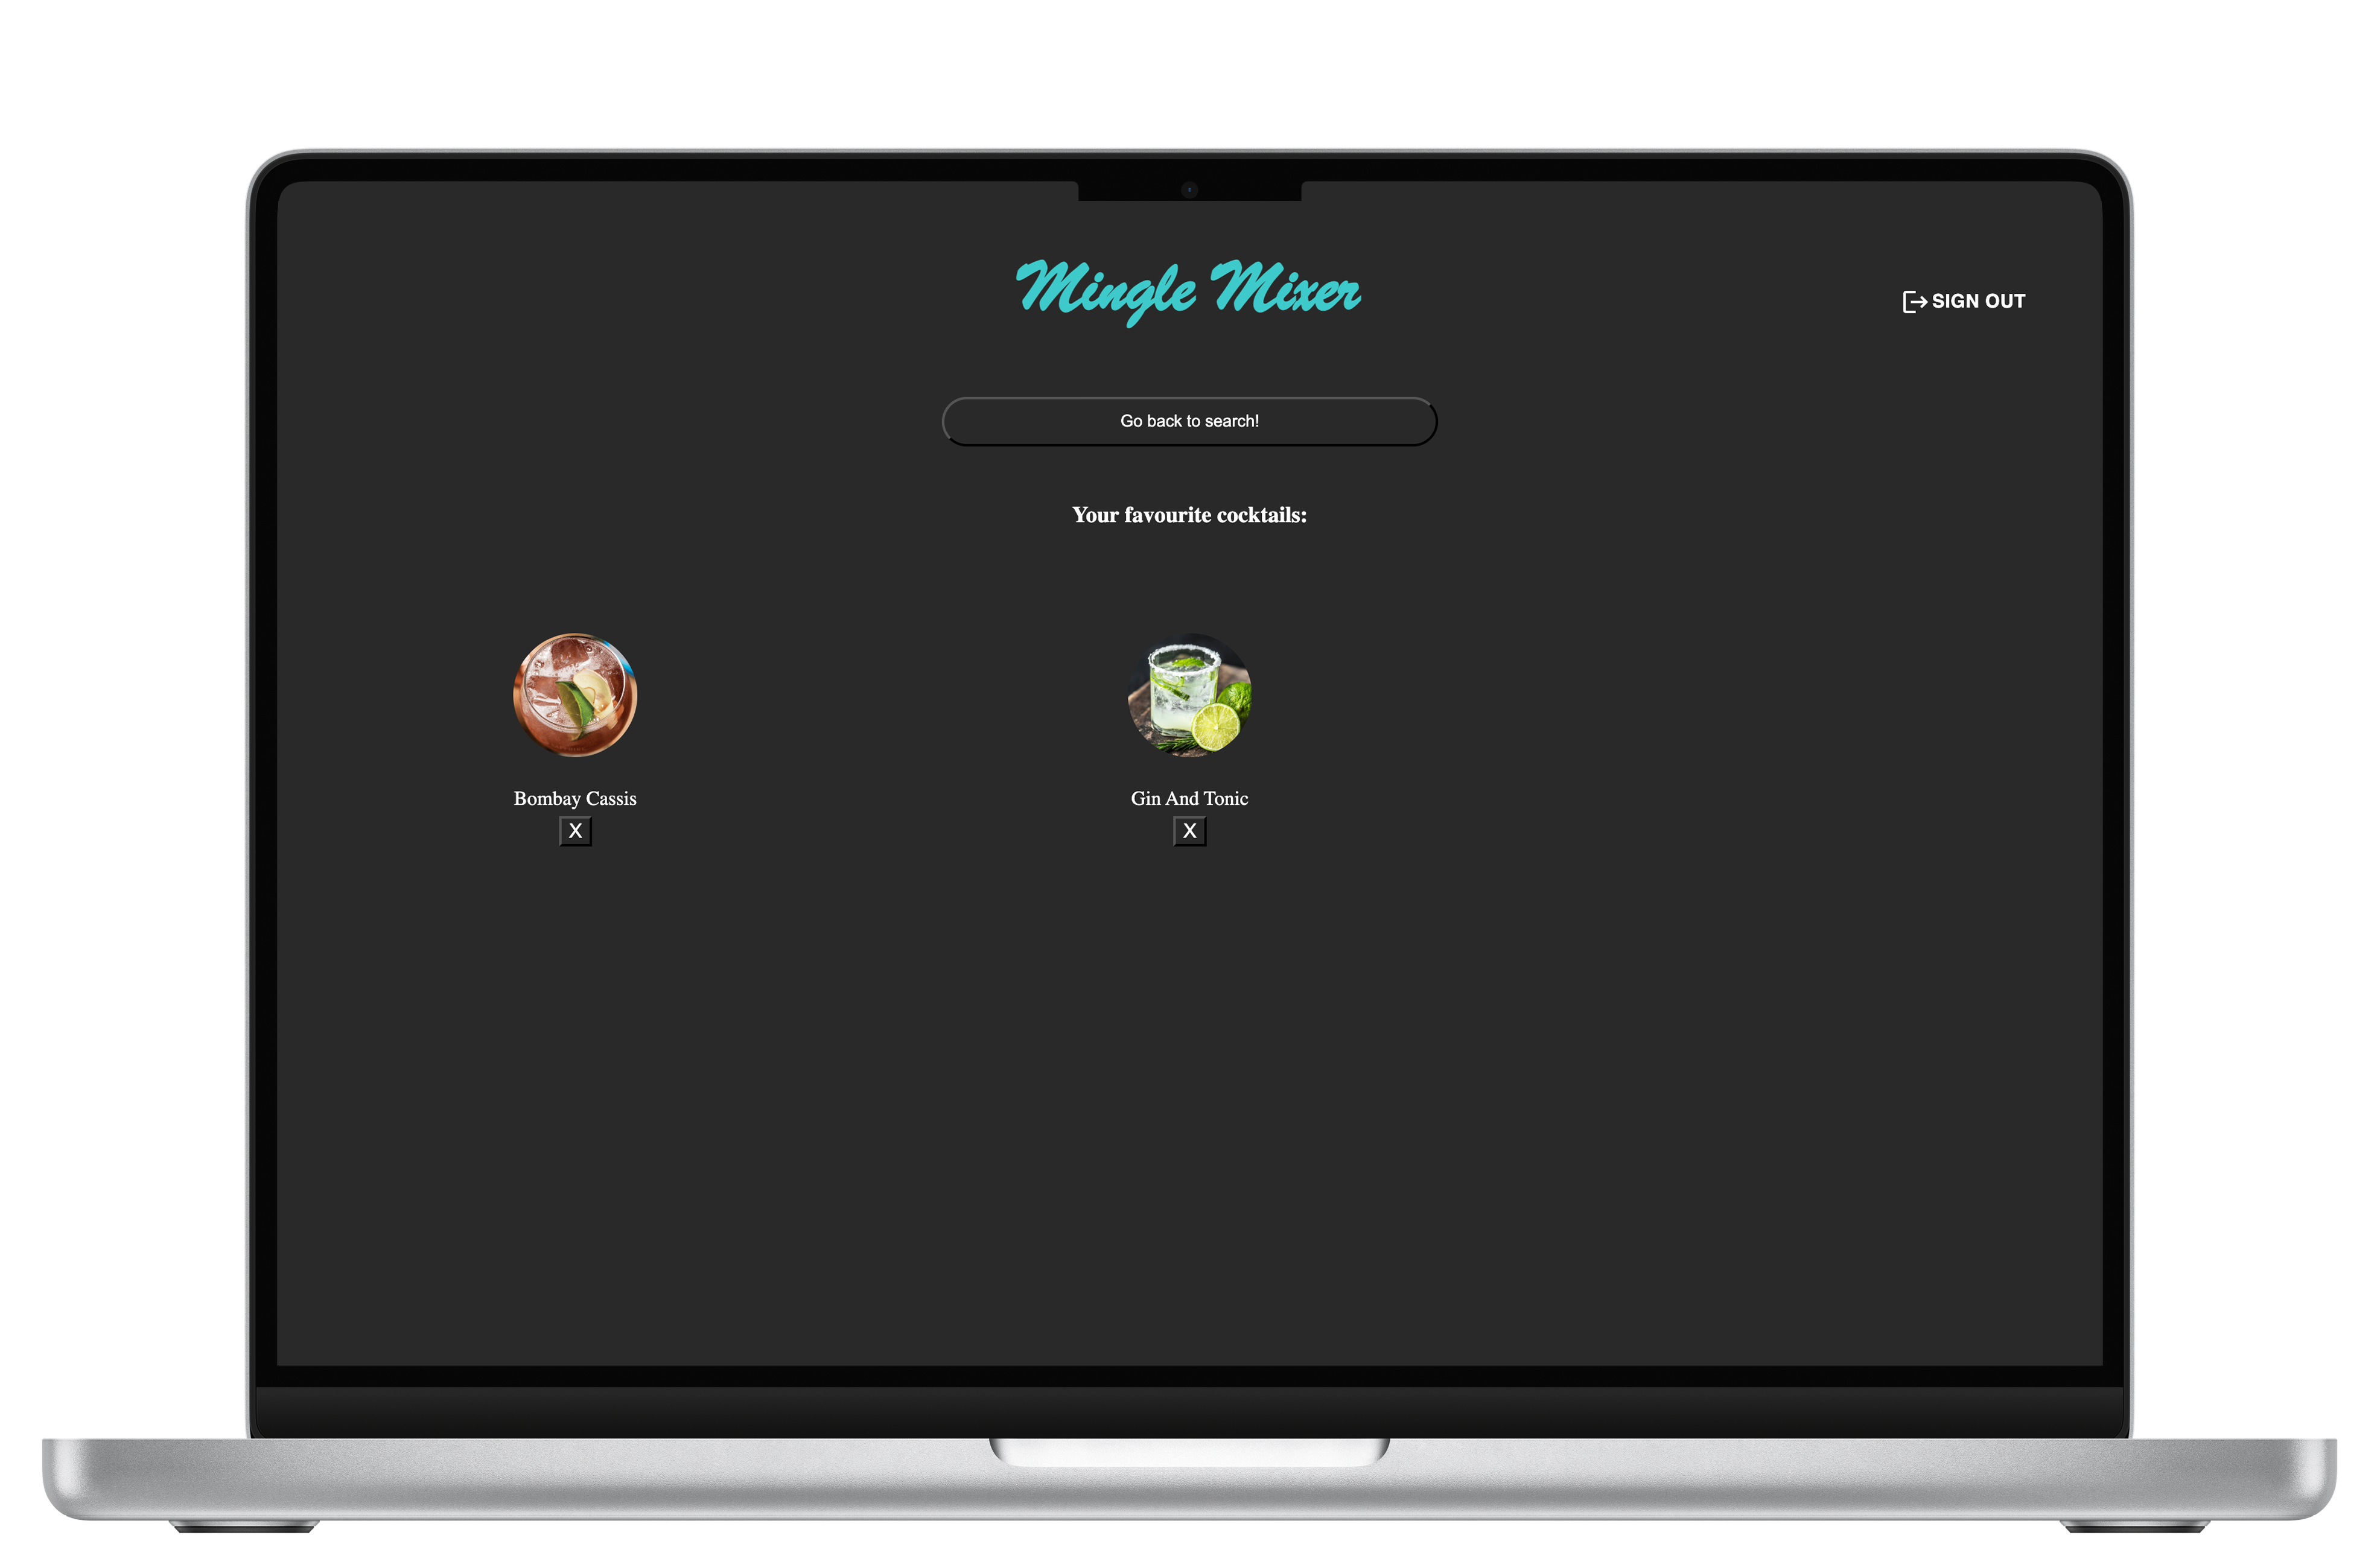 Mingle Mixer
SIGN OUT
Go back to search!
Your favourite cocktails:
Bombay Cassis
Gin And Tonic
X
X